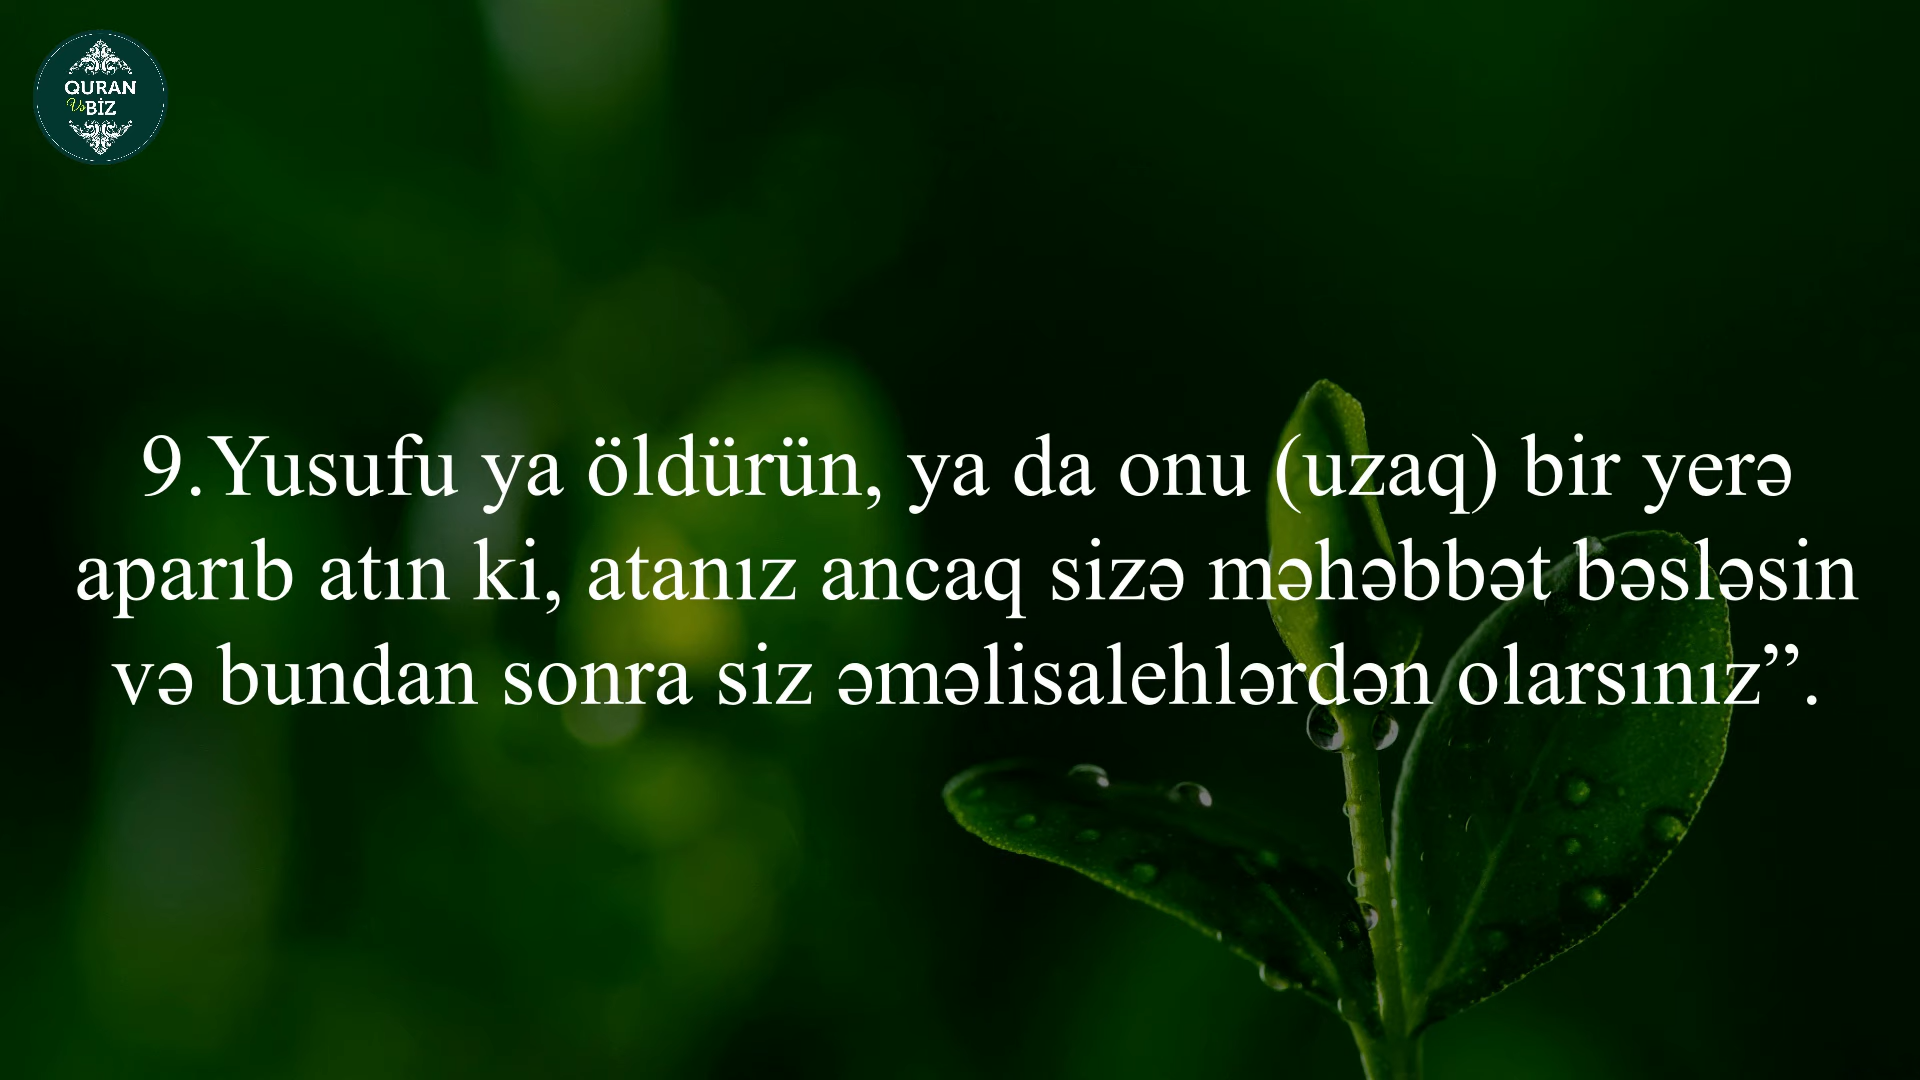 QURAN
Və BİZ
9.Yusufu ya öldürün, ya da onu (uzaq) bir yerə
aparıb atın ki, atanız ancaq sizə məhəbbət bəsləsin
və bundan sonra siz əməlisalehlərdən olarsınız”.